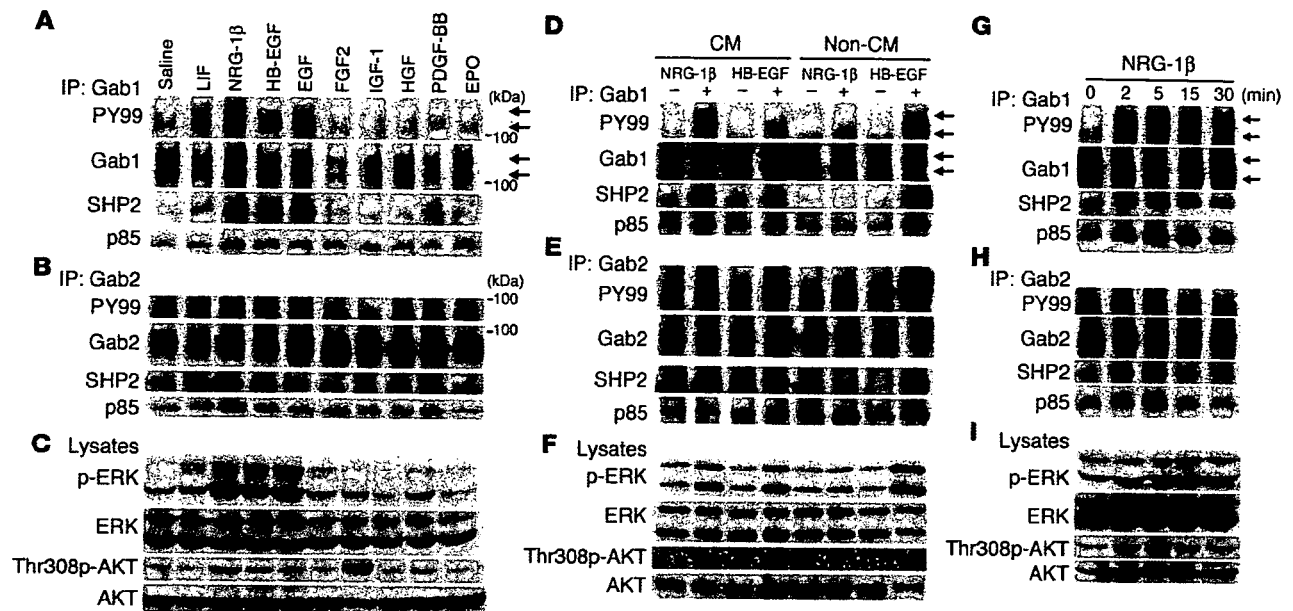 A
Saline
LIF
NRG-1β
HB-EGF
EGF
FGF2
IGF-1
HGF
PDGF-BB
EPO
IP: Gab1
(kDa)
PY99
-100
Gab1
-100
SHP2
p85
B
IP: Gab2
(kDa)
PY99
-100
-100
Gab2
SHP2
p85
C
Lysates
p-ERK
ERK
Thr308p-AKT
AKT
D
CM
Non-CM
NRG-1β HB-EGF NRG-1β HB-EGF
IP: Gab1 – + – + – + – +
PY99
Gab1
SHP2
p85
E
IP: Gab2
PY99
Gab2
SHP2
p85
F
Lysates
p-ERK
ERK
Thr308p-AKT
AKT
G
NRG-1β
IP: Gab1 0 2 5 15 30 (min)
PY99
Gab1
SHP2
p85
H
IP: Gab2
PY99
Gab2
SHP2
p85
I
Lysates
p-ERK
ERK
Thr308p-AKT
AKT